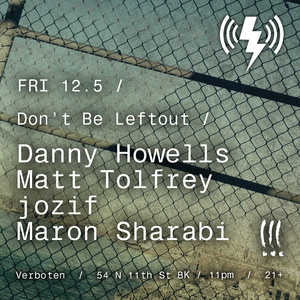 FRI 12.5 /
Don't Be Leftout /
Danny Howells
Matt Tolfrey
jozif
Maron Sharabi
!!!
Verboten / 54 N 11th St BK / 11pm / 21+